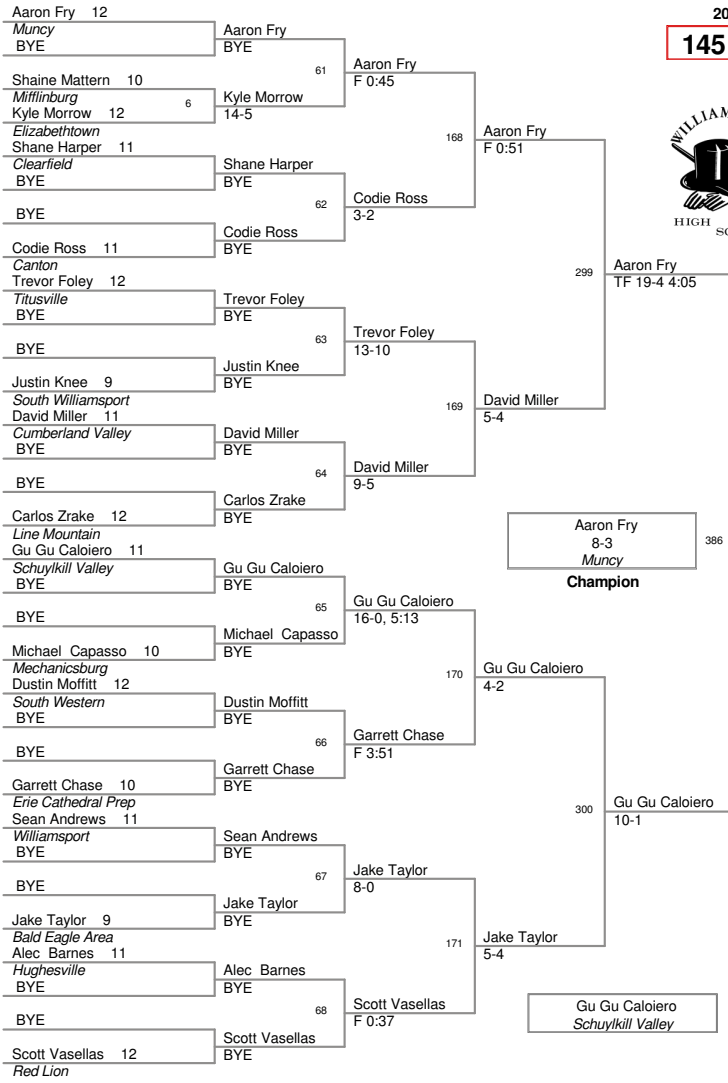 Aaron Fry 12
Muncy
BYE
Shaine Mattern 10
Mifflinburg
Kyle Morrow 12
Elizabethtown
Shane Harper 11
Clearfield
BYE
BYE
Codie Ross 11
Canton
Trevor Foley 12
Titusville
BYE
BYE
Justin Knee 9
South Williamsport
David Miller 11
Cumberland Valley
BYE
BYE
Carlos Zrake 12
Line Mountain
Gu Gu Caloiero 11
Schuylkill Valley
BYE
BYE
Michael Capasso 10
Mechanicsburg
Dustin Moffitt 12
South Western
BYE
BYE
Garrett Chase 10
Erie Cathedral Prep
Sean Andrews 11
Williamsport
BYE
BYE
Jake Taylor 9
Bald Eagle Area
Alec Barnes 11
Hughesville
BYE
BYE
Scott Vasellas 12
Red Lion
6
Aaron Fry
BYE
Kyle Morrow
14-5
Shane Harper
BYE
Codie Ross
BYE
Trevor Foley
BYE
Justin Knee
BYE
David Miller
BYE
Carlos Zrake
BYE
Gu Gu Caloiero
BYE
Michael Capasso
BYE
Dustin Moffitt
BYE
Garrett Chase
BYE
Sean Andrews
BYE
Jake Taylor
BYE
Alec Barnes
BYE
Scott Vasellas
BYE
61
62
63
64
65
66
67
68
Aaron Fry
F 0:45
Codie Ross
3-2
Trevor Foley
13-10
David Miller
9-5
Gu Gu Caloiero
16-0, 5:13
Garrett Chase
F 3:51
Jake Taylor
8-0
Scott Vasellas
F 0:37
168
169
170
171
Aaron Fry
F 0:51
David Miller
5-4
Gu Gu Caloiero
4-2
Jake Taylor
5-4
299
300
Aaron Fry
TF 19-4 4:05
Gu Gu Caloiero
10-1
20
145
HIGH
Aaron Fry
8-3
Muncy
386
Champion
Gu Gu Caloiero
Schuylkill Valley